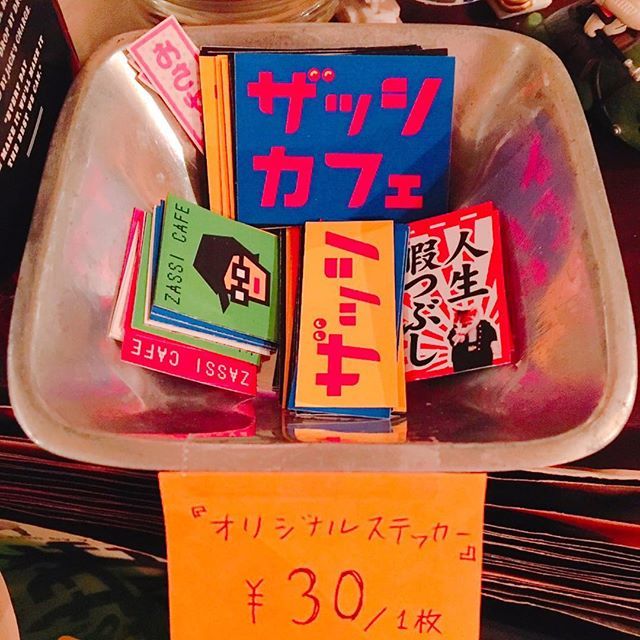 ザッシ
カフェ
ZASSI CAFE
ZASSI CAFE
ザッシ
人生
暇つぶし
『オリジナルステッカー』
¥30/1枚